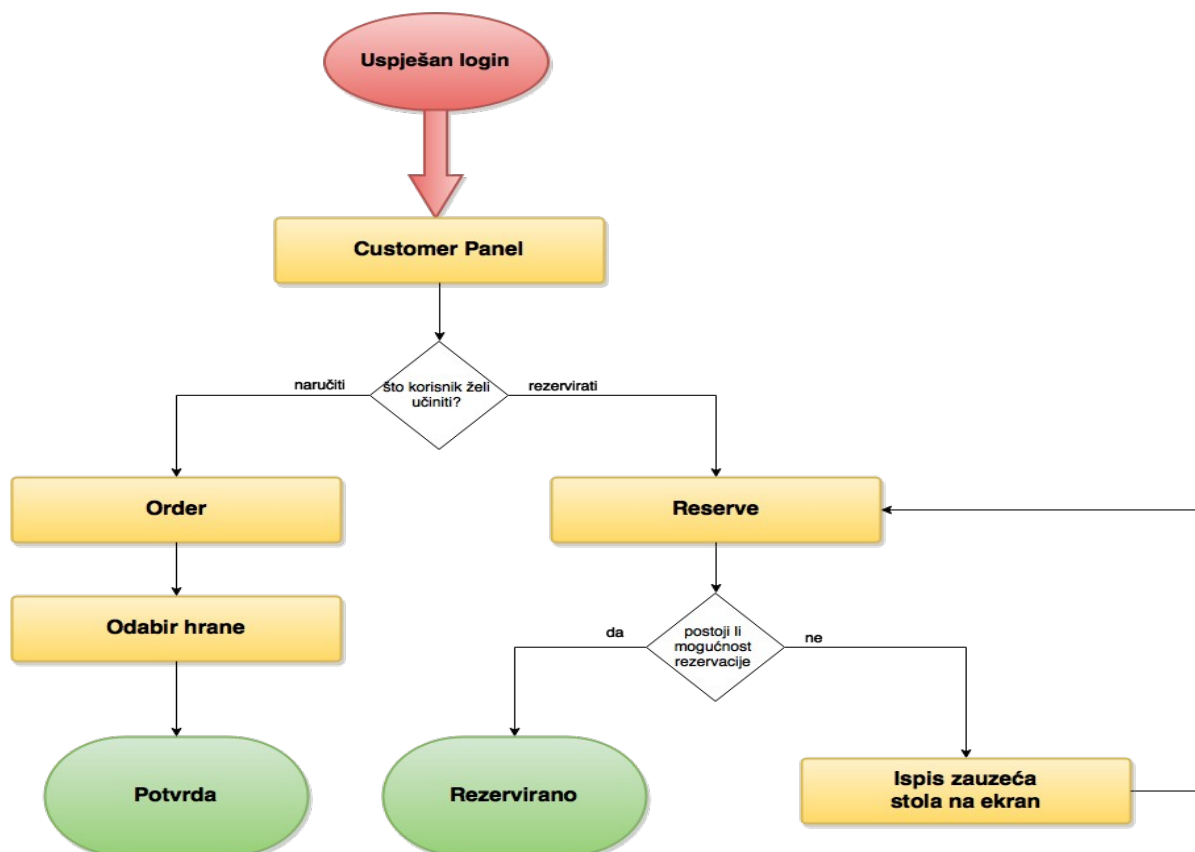 Uspješan login
Customer Panel
naručiti
što korisnik želi
učiniti?
rezervirati
Order
Reserve
Odabir hrane
da
postoji li
mogućnost
rezervacije
ne
Potvrda
Rezervirano
Ispis zauzeća
stola na ekran